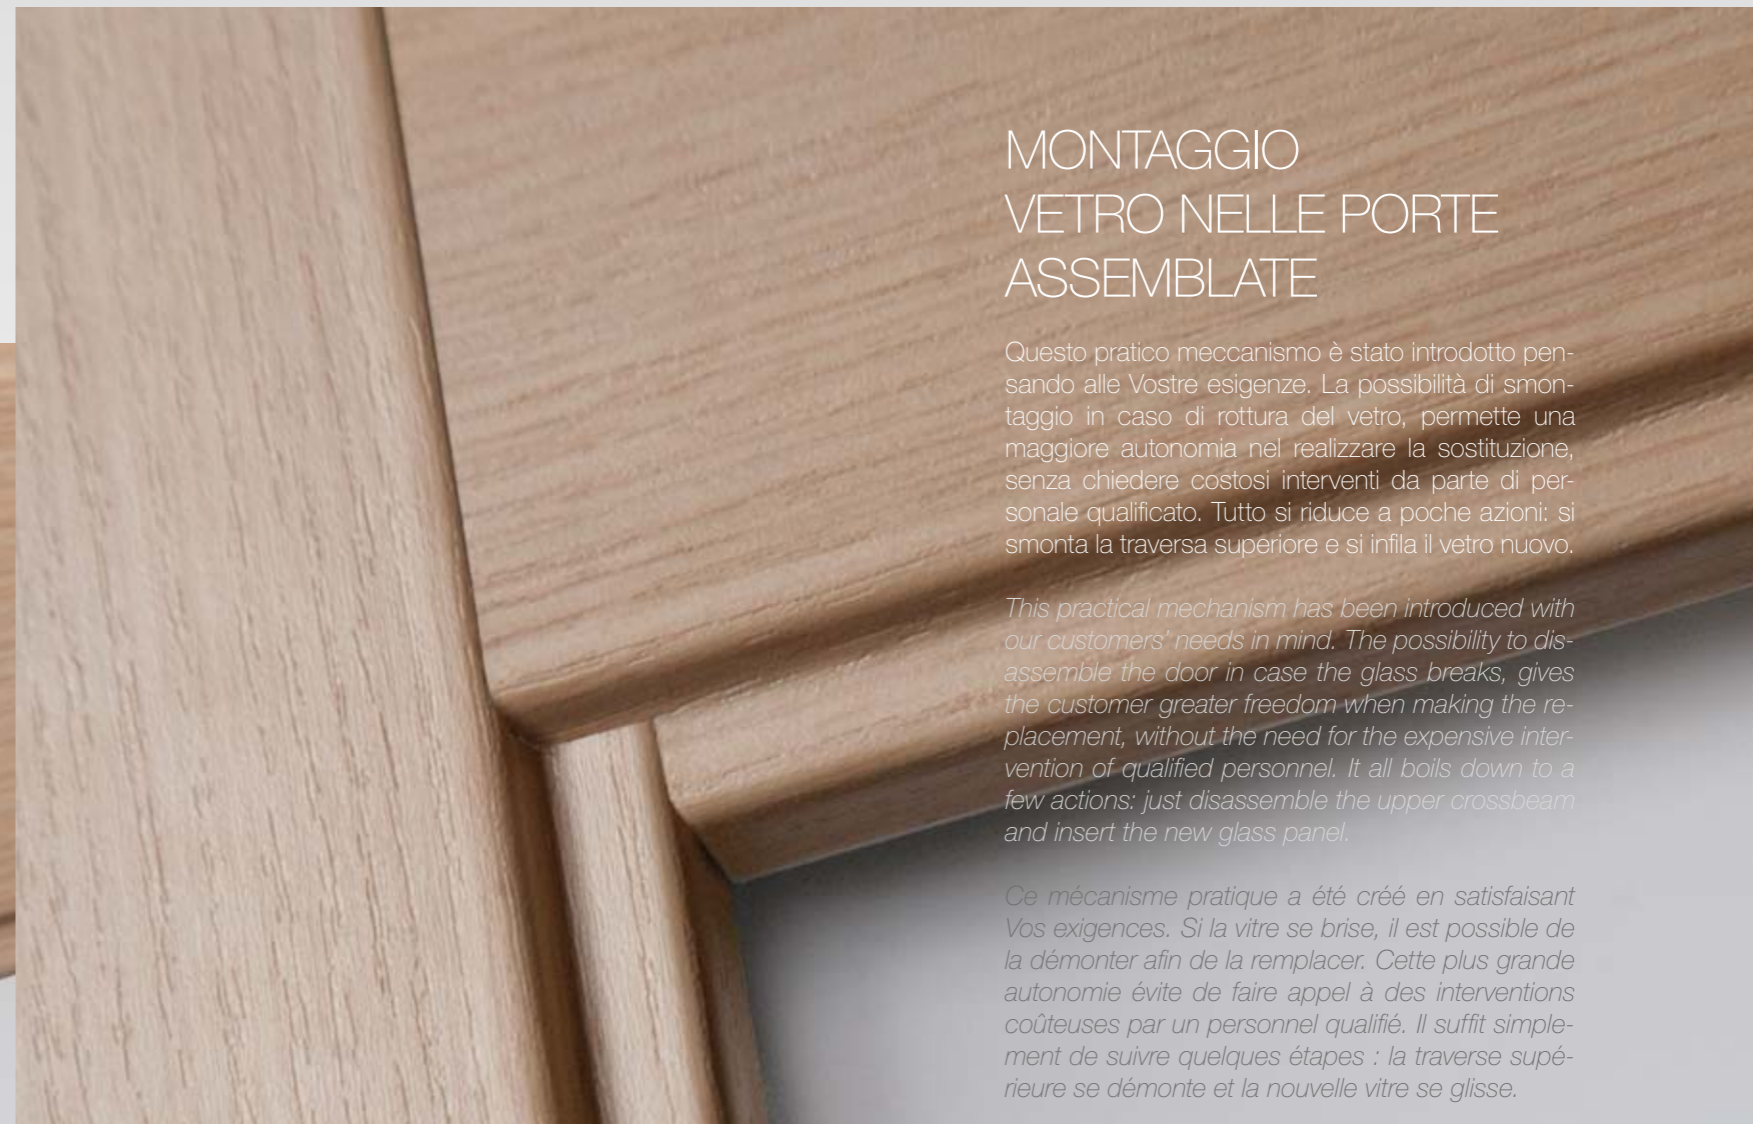 MONTAGGIO
VETRO NELLE PORTE
ASSEMBLATE
Questo pratico meccanismo è stato introdotto pen-
sando alle Vostre esigenze. La possibilità di smon-
taggio in caso di rottura del vetro, permette una
maggiore autonomia nel realizzare la sostituzione,
senza chiedere costosi interventi da parte di per-
sonale qualificato. Tutto si riduce a poche azioni: si
smonta la traversa superiore e si infila il vetro nuovo.
This practical mechanism has been introduced with
our customers' needs in mind. The possibility to dis-
assemble the door in case the glass breaks, gives
the customer greater freedom when making the re-
placement, without the need for the expensive inter-
vention of qualified personnel. It all boils down to a
few actions: just disassemble the upper crossbeam
and insert the new glass panel.
Ce mécanisme pratique a été créé en satisfaisant
Vos exigences. Si la vitre se brise, il est possible de
la démonter afin de la remplacer. Cette plus grande
autonomie évite de faire appel à des interventions
coûteuses par un personnel qualifié. Il suffit simple-
ment de suivre quelques étapes : la traverse supé-
rieure se démonte et la nouvelle vitre se glisse.